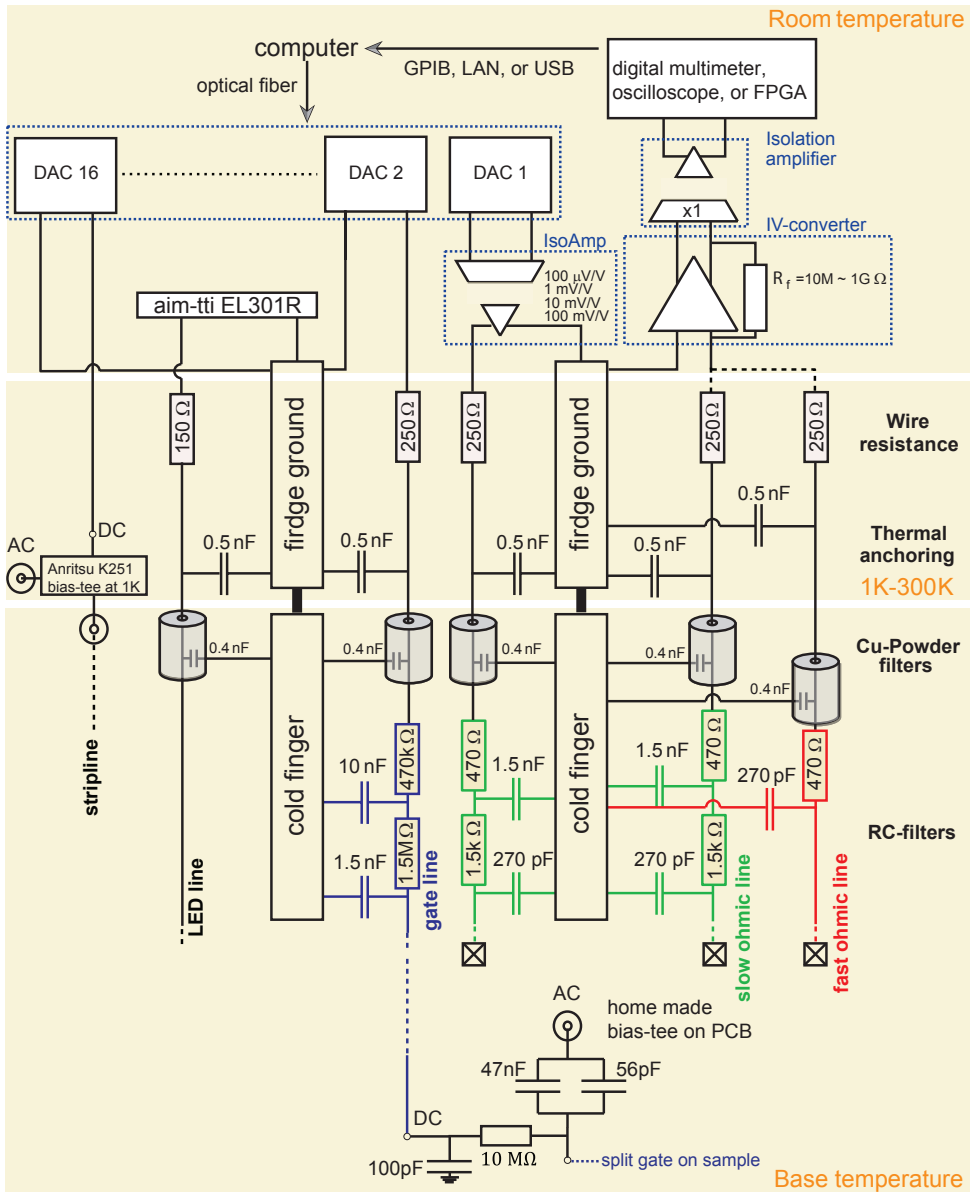 Room temperature
computer
GPIB, LAN, or USB
digital multimeter,
oscilloscope, or FPGA
optical fiber
Isolation
amplifier
DAC 16
DAC 2
DAC 1
x1
IsoAmp
IV-converter
100 μV/V
1 mV/V
10 mV/V
100 mV/V
R f =10M ~ 1G Ω
aim-tti EL301R
150 Ω
firdge ground
250 Ω
250 Ω
firdge ground
250 Ω
250 Ω
Wire
resistance
0.5 nF
DC
AC
Anritsu K251
bias-tee at 1K
0.5 nF
0.5 nF
0.5 nF
0.5 nF
Thermal
anchoring
1K-300K
0.4 nF
0.4 nF
0.4 nF
0.4 nF
0.4 nF
Cu-Powder
filters
stripline
LED line
cold finger
10 nF
470kΩ
1.5 nF
1.5MΩ
gate line
470 Ω
1.5 nF
1.5k Ω
270 pF
cold finger
1.5 nF
470 Ω
270 pF
1.5k Ω
slow ohmic line
270 pF
470 Ω
fast ohmic line
RC-filters
AC
home made
bias-tee on PCB
47nF
56pF
DC
10 MΩ
100pF
split gate on sample
Base temperature